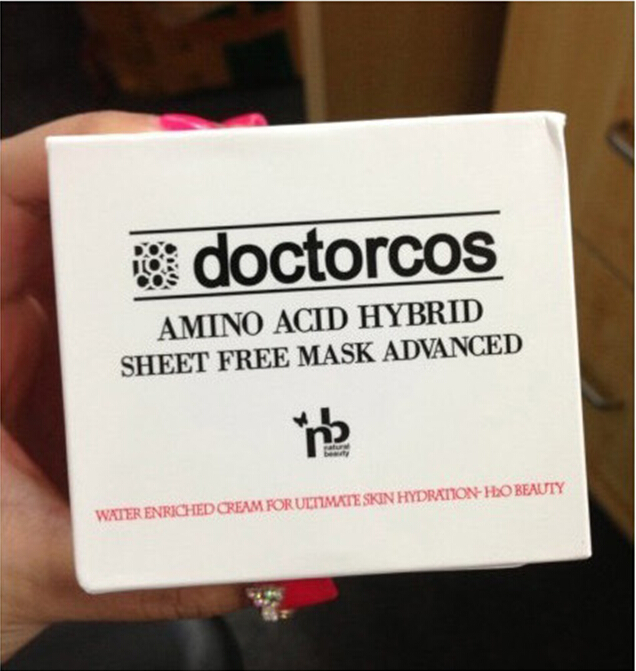 doctorcos
AMINO ACID HYBRID
SHEET FREE MASK ADVANCED
nb
natural
beauty
WATER ENRICHED CREAM FOR ULTIMATE SKIN HYDRATION- H2O BEAUTY